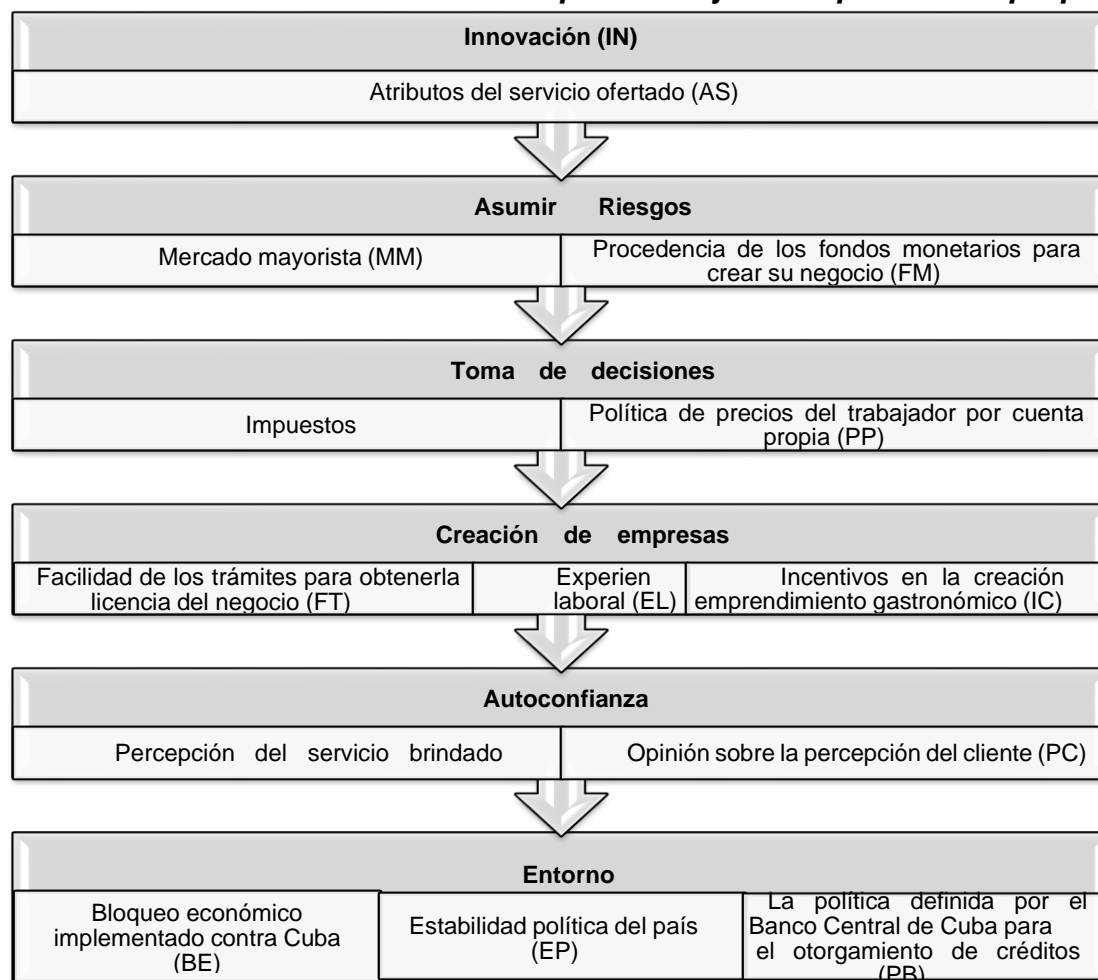 Innovación (IN)
Atributos del servicio ofertado (AS)
Asumir Riesgos
Mercado mayorista (MM)
Procedencia de los fondos monetarios para
crear su negocio (FM)
Toma de decisiones
Impuestos
Política de precios del trabajador por cuenta
propia (PP)
Creación de empresas
Facilidad de los trámites para obtenerla
licencia del negocio (FT)
Experien
laboral (EL)
Incentivos en la creación
emprendimiento gastronómico (IC)
Autoconfianza
Percepción del servicio brindado
Opinión sobre la percepción del cliente (PC)
Entorno
Bloqueo económico
implementado contra Cuba
(BE)
Estabilidad política del país
(EP)
La política definida por el
Banco Central de Cuba para
el otorgamiento de créditos
(PB)